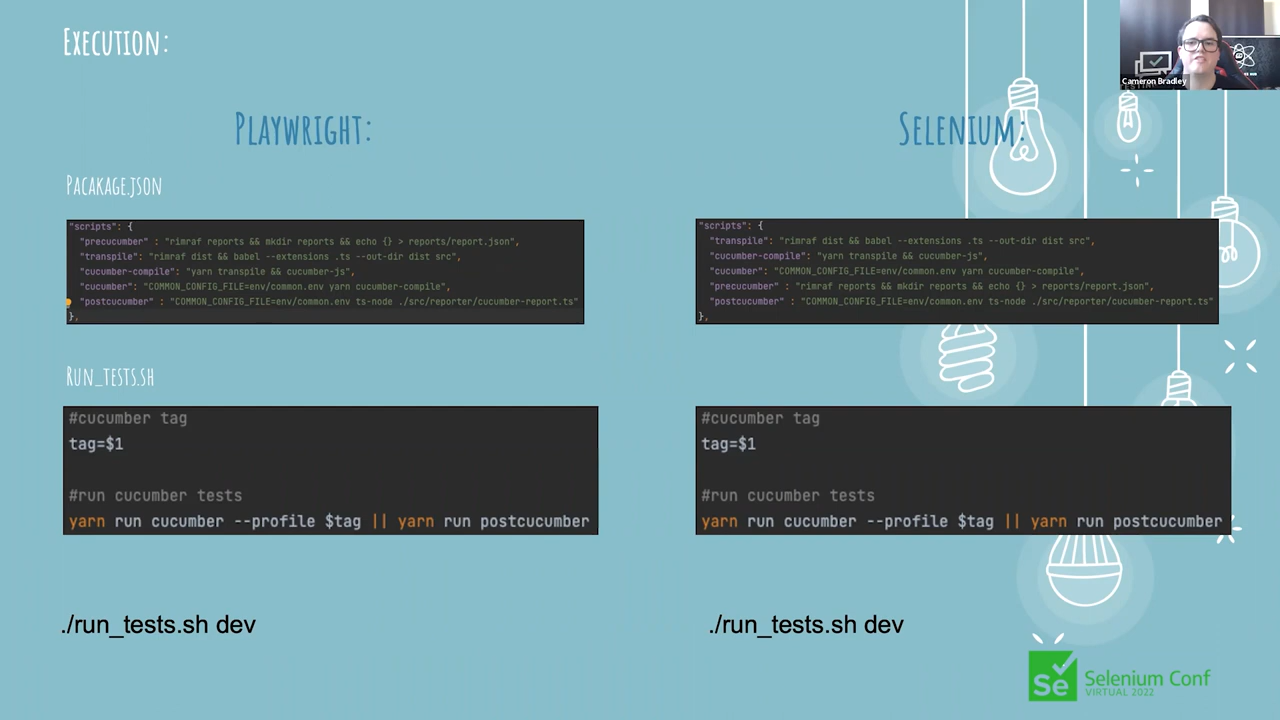 Execution:
Cameron Bradley
Playwright:
Selenium:
Pacakage.json
"scripts": {
"precucumber" : "rimraf reports && mkdir reports && echo {} > reports/report.json",
"transpile": "rimraf dist && babel --extensions .ts --out-dir dist src",
"cucumber-compile": "yarn transpile && cucumber-js",
"cucumber": "COMMON_CONFIG_FILE=env/common.env yarn cucumber-compile",
"postcucumber" : "COMMON_CONFIG_FILE=env/common.env ts-node ./src/reporter/cucumber-report.ts"
},
"scripts": {
"transpile": "rimraf dist && babel --extensions .ts --out-dir dist src",
"cucumber-compile": "yarn transpile && cucumber-js",
"cucumber": "COMMON_CONFIG_FILE=env/common.env yarn cucumber-compile",
"precucumber" : "rimraf reports && mkdir reports && echo {} > reports/report.json",
"postcucumber" : "COMMON_CONFIG_FILE=env/common.env ts-node ./src/reporter/cucumber-report.ts"
},
Run_tests.sh
#cucumber tag
tag=$1
#run cucumber tests
yarn run cucumber --profile $tag || yarn run postcucumber
#cucumber tag
tag=$1
#run cucumber tests
yarn run cucumber --profile $tag || yarn run postcucumber
./run_tests.sh dev
./run_tests.sh dev
Se
Selenium Conf
VIRTUAL 2022